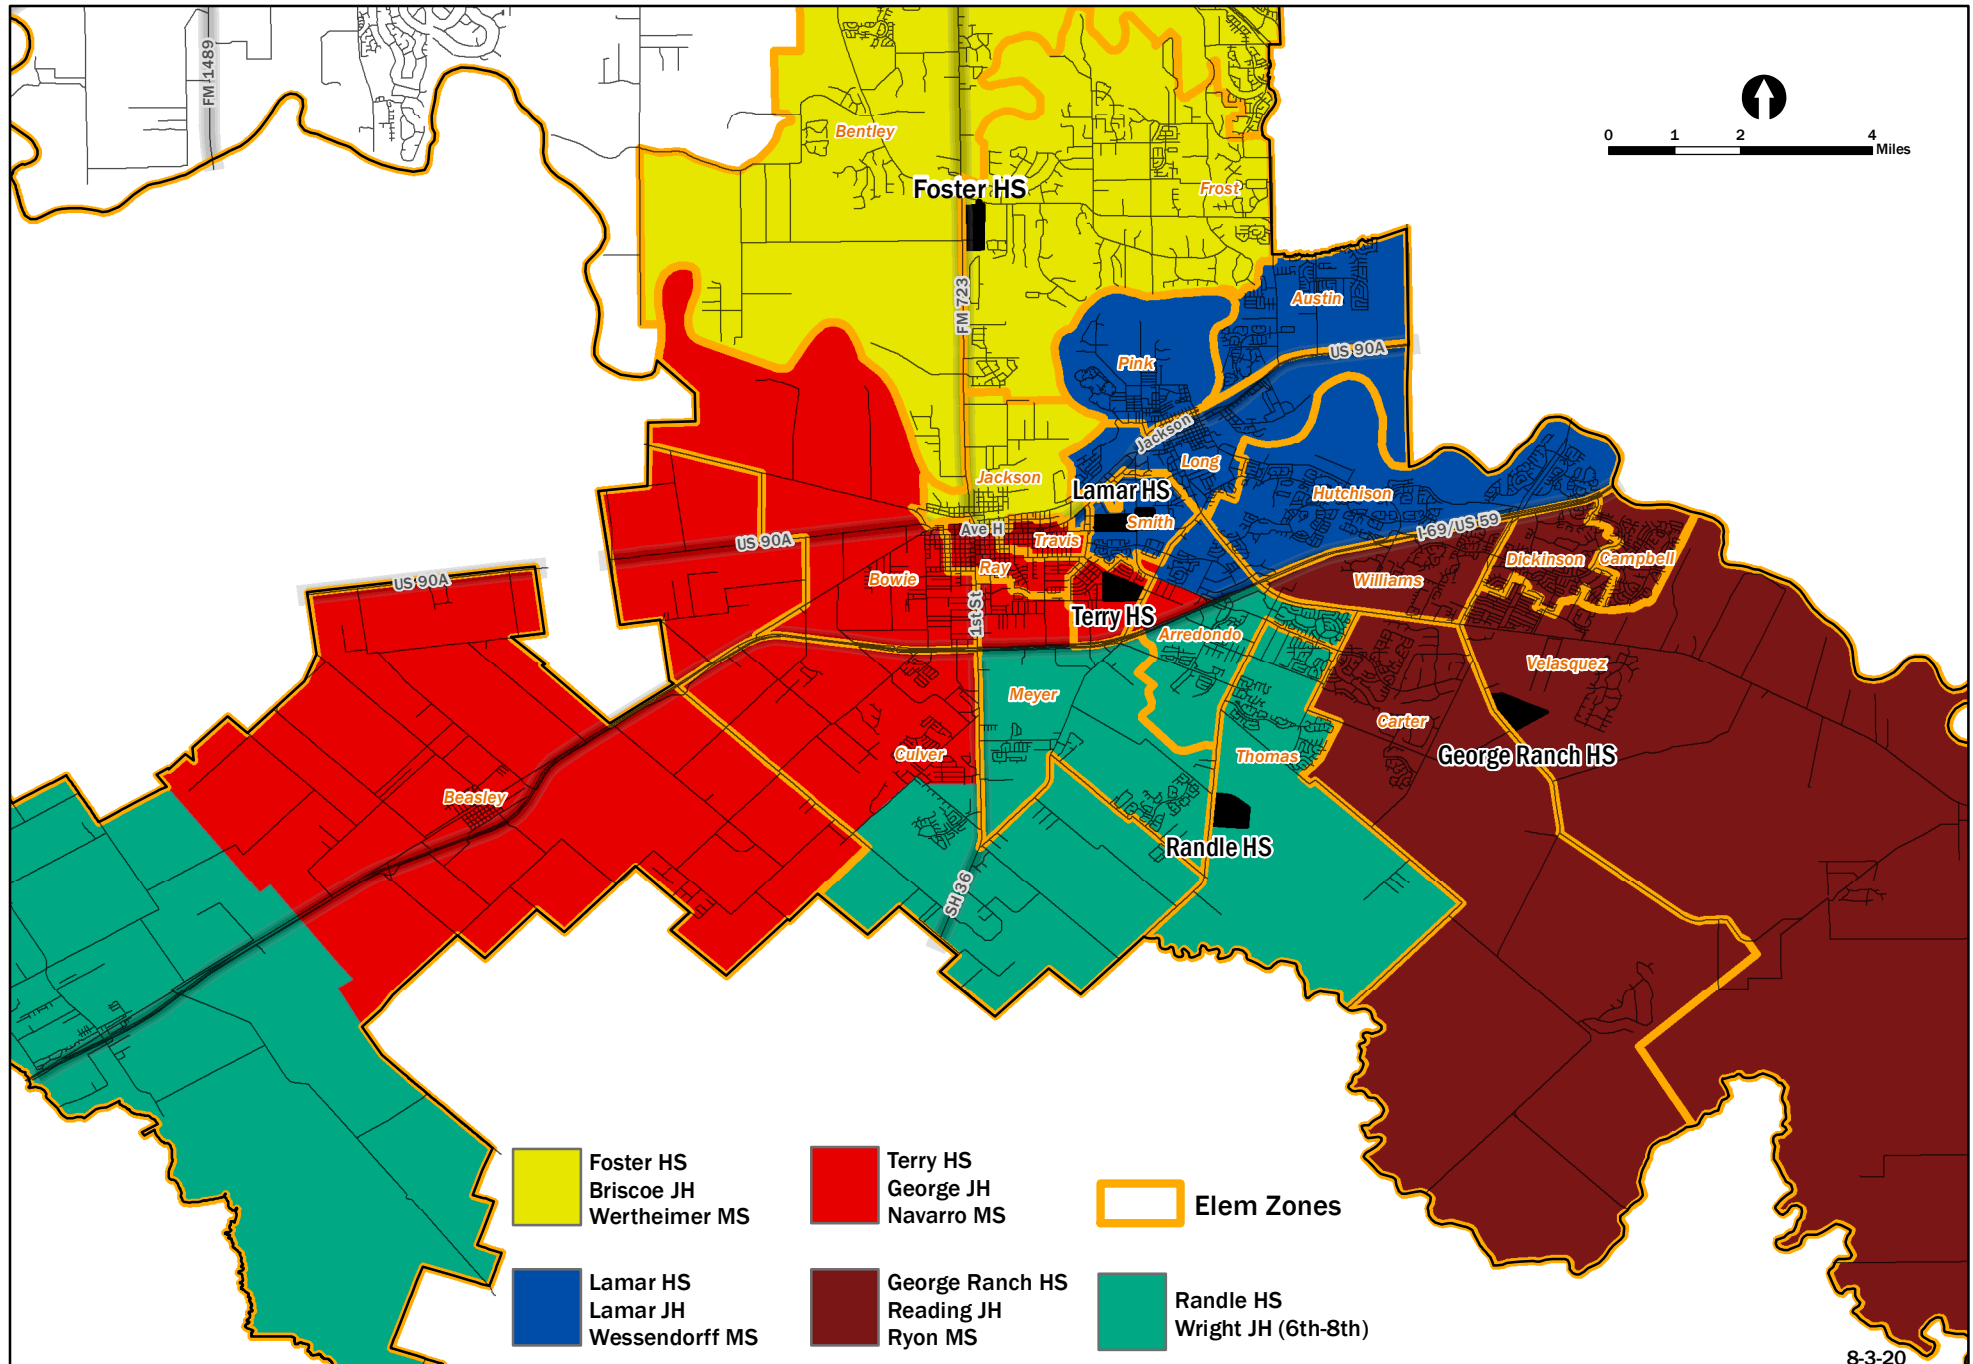 FM 1489
0 1 2 4
Miles
Bentley
Foster HS
Frost
FM 723
Austin
US 90A
Pink
Jackson
Long
Jackson
Lamar HS
Hutchison
Smith
Ave H
I-69/US 59
US 90A
Travis
Ray
Bowie
Dickinson
Campbell
Williams
US 90A
1st St
Terry HS
Arredondo
Velasquez
Meyer
Carter
Culver
Thomas
George Ranch HS
Beasley
Randle HS
SH 36
Foster HS
Briscoe JH
Wertheimer MS
Terry HS
George JH
Navarro MS
Elem Zones
Lamar HS
Lamar JH
Wessendorff MS
George Ranch HS
Reading JH
Ryon MS
Randle HS
Wright JH (6th-8th)
8-3-20